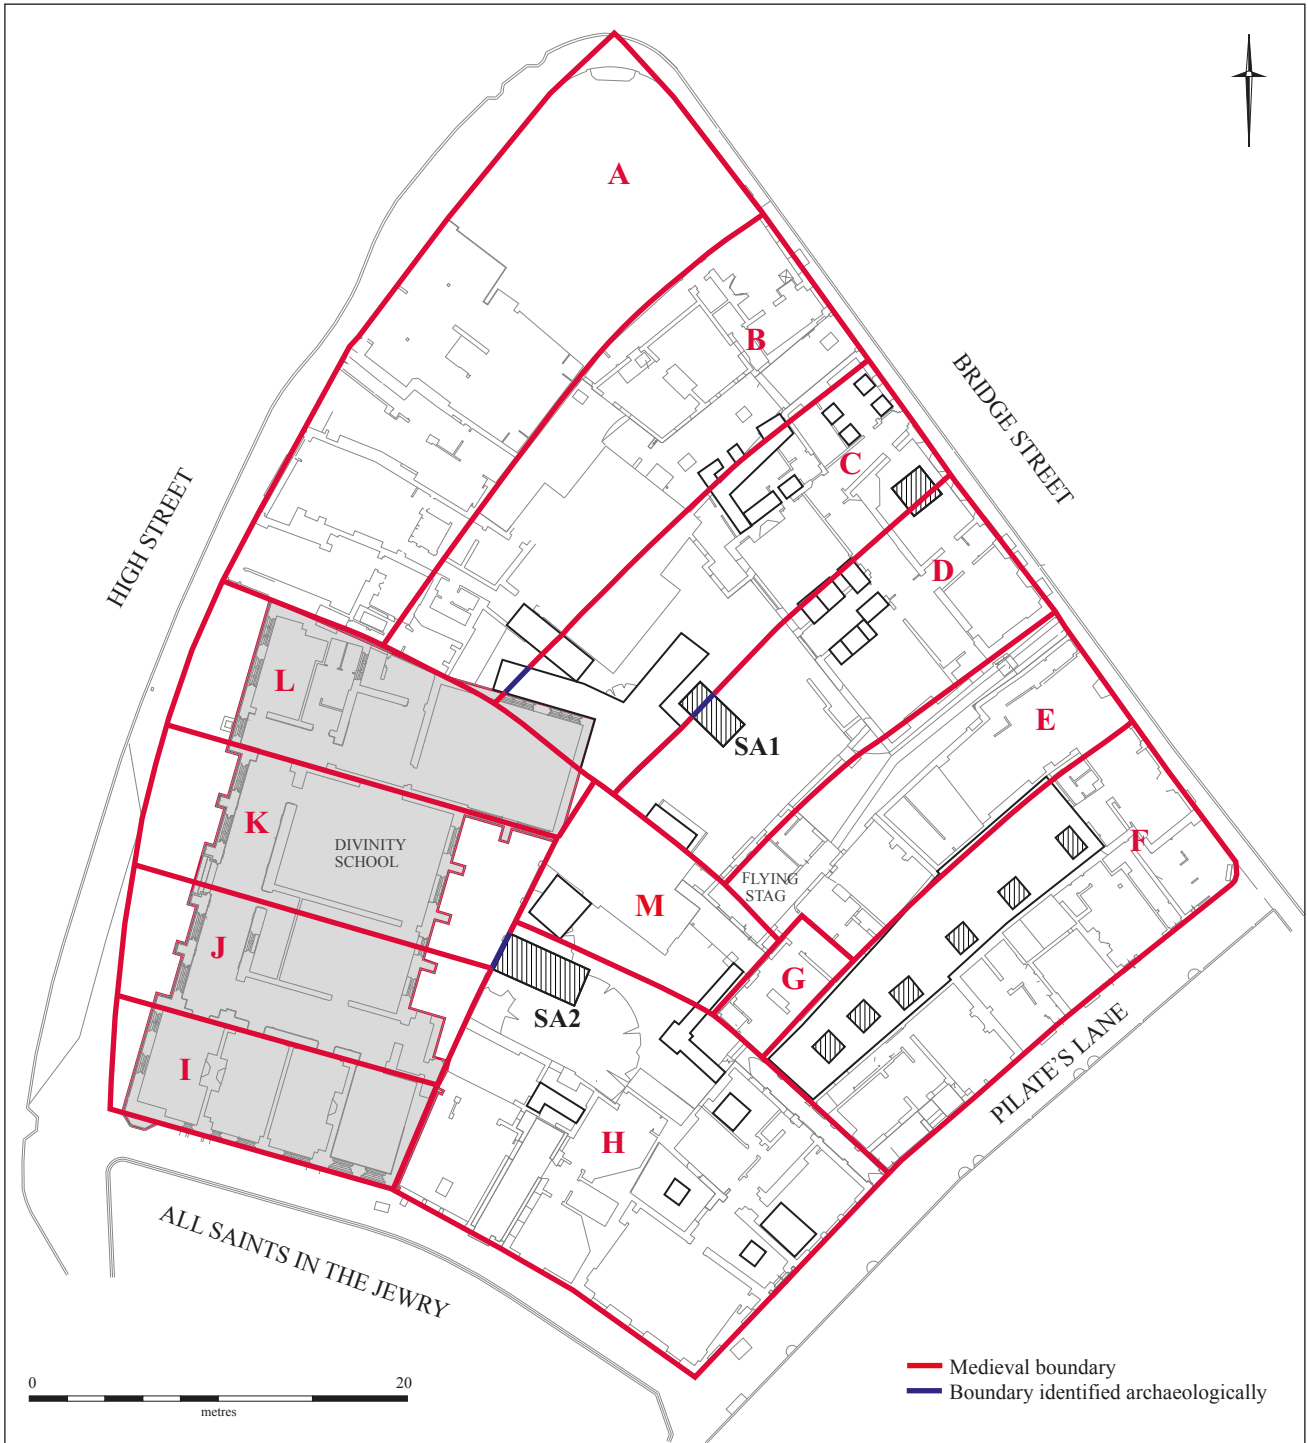 A
B
BRIDGE STREET
C
HIGH STREET
D
L
E
SA1
K
DIVINITY
SCHOOL
F
FLYING
STAG
M
J
G
SA2
PILATE'S LANE
I
H
ALL SAINTS IN THE JEWRY
0 20
metres
Medieval boundary
Boundary identified archaeologically